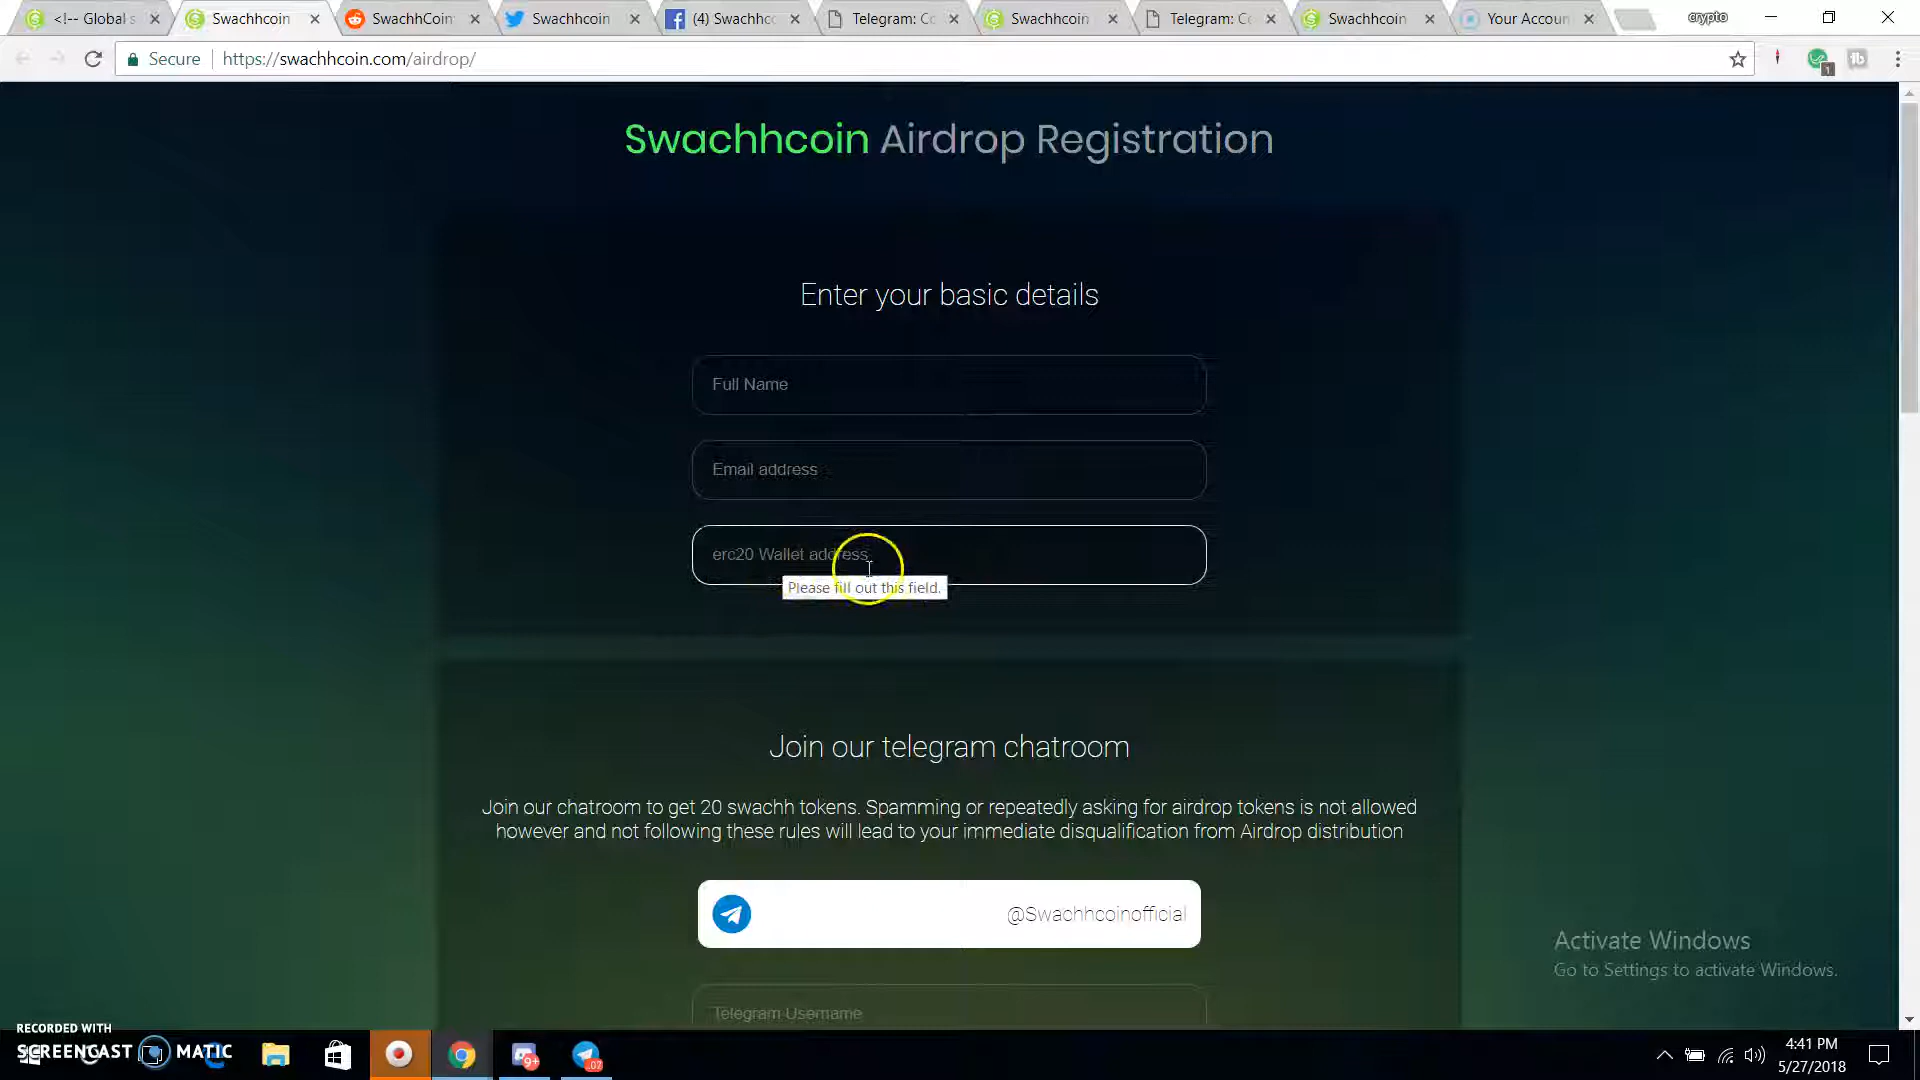 <!-- Global s
Swachhcoin
SwachhCoin
Swachhcoin
(4) Swachhc
Telegram: Co
Swachhcoin
Telegram: Co
Swachhcoin
Your Accoun
crypto
Secure
https://swachhcoin.com/airdrop/
1
Swachhcoin Airdrop Registration
Enter your basic details
Full Name
Email address
erc20 Wallet address
Please fill out this field.
Join our telegram chatroom
Join our chatroom to get 20 swachh tokens. Spamming or repeatedly asking for airdrop tokens is not allowed
however and not following these rules will lead to your immediate disqualification from Airdrop distribution
@Swachhcoinofficial
Telegram Username
Activate Windows
Go to Settings to activate Windows.
RECORDED WITH
SCREENCAST MATIC
9+
4:41 PM
5/27/2018